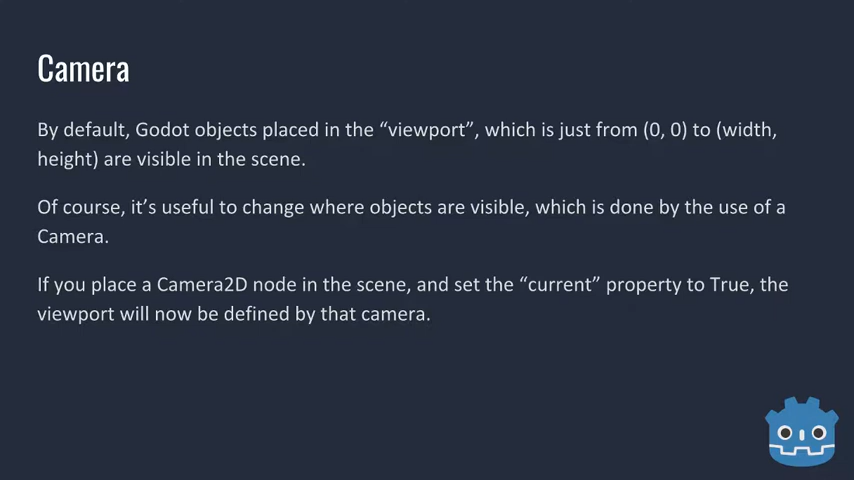 Camera
By default, Godot objects placed in the “viewport”, which is just from (0, 0) to (width,
height) are visible in the scene.
Of course, it’s useful to change where objects are visible, which is done by the use of a
Camera.
If you place a Camera2D node in the scene, and set the “current” property to True, the
viewport will now be defined by that camera.